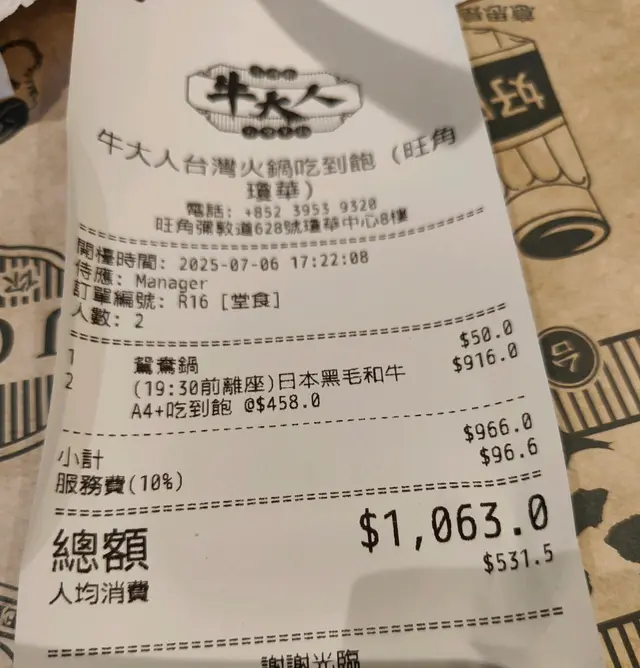 牛大人
牛大人台灣火鍋吃到飽 (旺角
瓊華)
電話: +852 3953 9320
旺角彌敦道628號瓊華中心8樓
開檯時間: 2025-07-06 17:22:08
侍應: Manager
訂單編號: R16 [堂食]
人數: 2
1 鴛鴦鍋 $50.0
2 (19:30前離座)日本黑毛和牛 $916.0
A4+吃到飽 @$458.0
小計 $966.0
服務費(10%) $96.6
總額 $1,063.0
人均消費 $531.5
謝謝光臨
好